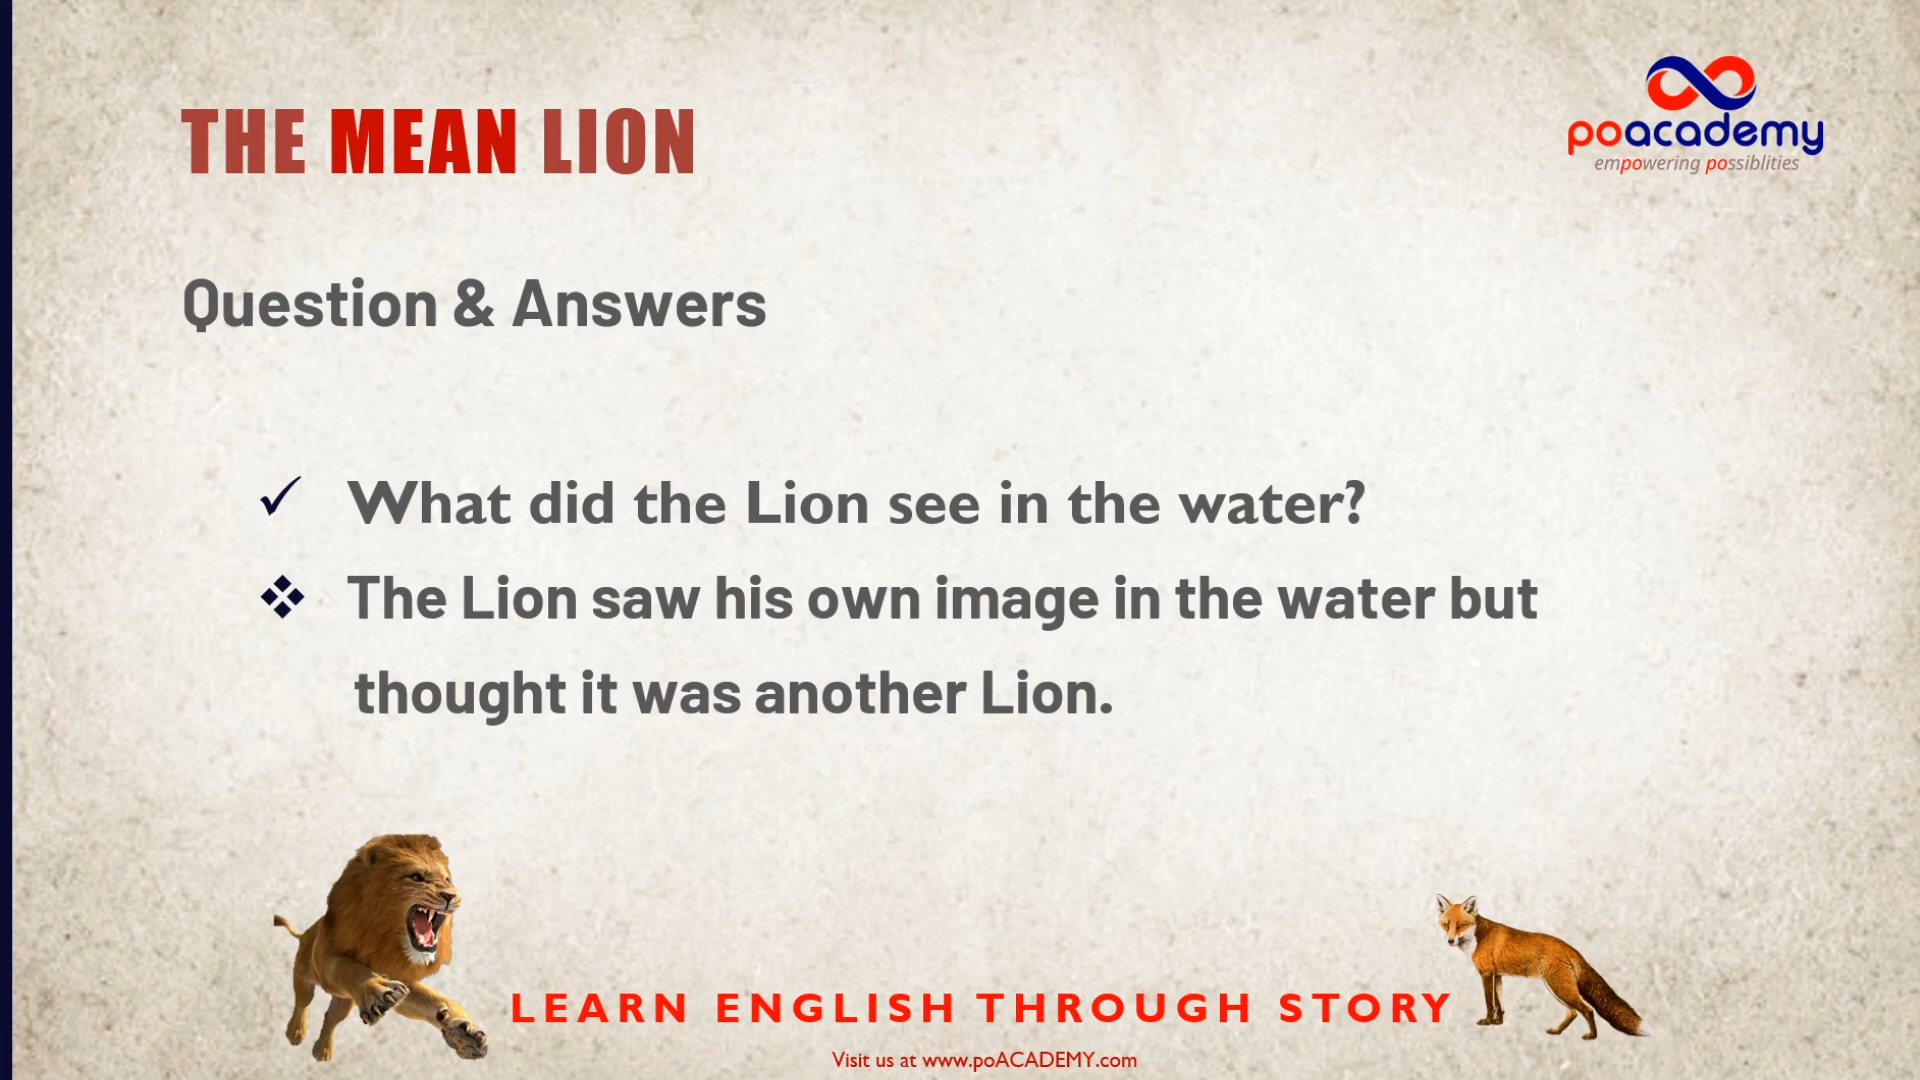 THE MEAN LION
poacademy
empowering possiblities
Question & Answers
What did the Lion see in the water?
The Lion saw his own image in the water but
thought it was another Lion.
LEARN ENGLISH THROUGH STORY
Visit us at www.poACADEMY.com